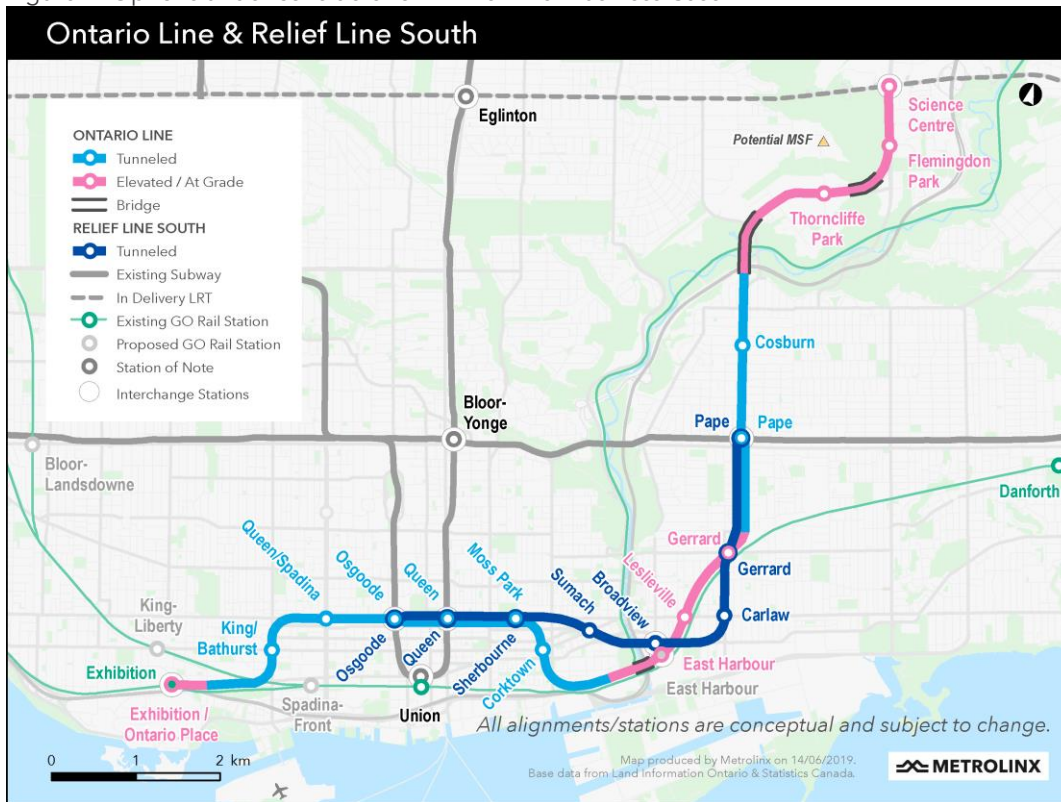 Ontario Line & Relief Line South
ONTARIO LINE
Tunneled
Elevated / At Grade
Bridge
RELIEF LINE SOUTH
Tunneled
Existing Subway
In Delivery LRT
Existing GO Rail Station
Proposed GO Rail Station
Station of Note
Interchange Stations
Eglinton
Potential MSF
Science
Centre
Flemingdon
Park
Thorncliffe
Park
Cosburn
Bloor-
Yonge
Pape
Pape
Bloor-
Landsdowne
Danforth
Queen/Spadina
Osgoode
Queen
Moss Park
Sumach
Broadview
Leslieville
Gerrard
Gerrard
Carlaw
King-
Liberty
King/
Bathurst
Exhibition
Osgoode
Queen
Sherbourne
Corktown
East Harbour
East Harbour
Exhibition /
Ontario Place
Spadina-
Front
Union
All alignments/stations are conceptual and subject to change.
0 1 2 km
Map produced by Metrolinx on 14/06/2019.
Base data from Land Information Ontario & Statistics Canada.
METROLINX